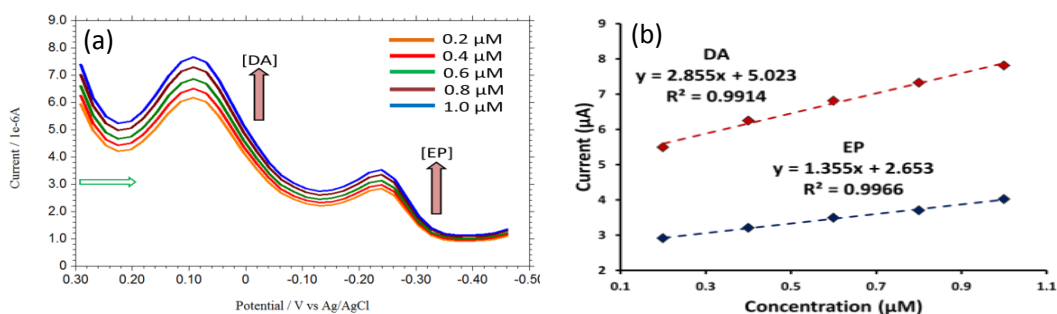 (a)
9.0
8.0
7.0
6.0
5.0
4.0
3.0
2.0
1.0
0
Current / 1e-6A
[DA]
[EP]
0.2 µM
0.4 µM
0.6 µM
0.8 µM
1.0 µM
0.30 0.20 0.10 0 -0.10 -0.20 -0.30 -0.40 -0.50
Potential / V vs Ag/AgCl
(b)
9
8
7
6
5
4
3
2
Current (µA)
DA
y = 2.855x + 5.023
R² = 0.9914
EP
y = 1.355x + 2.653
R² = 0.9966
0.1 0.3 0.5 0.7 0.9 1.1
Concentration (µM)